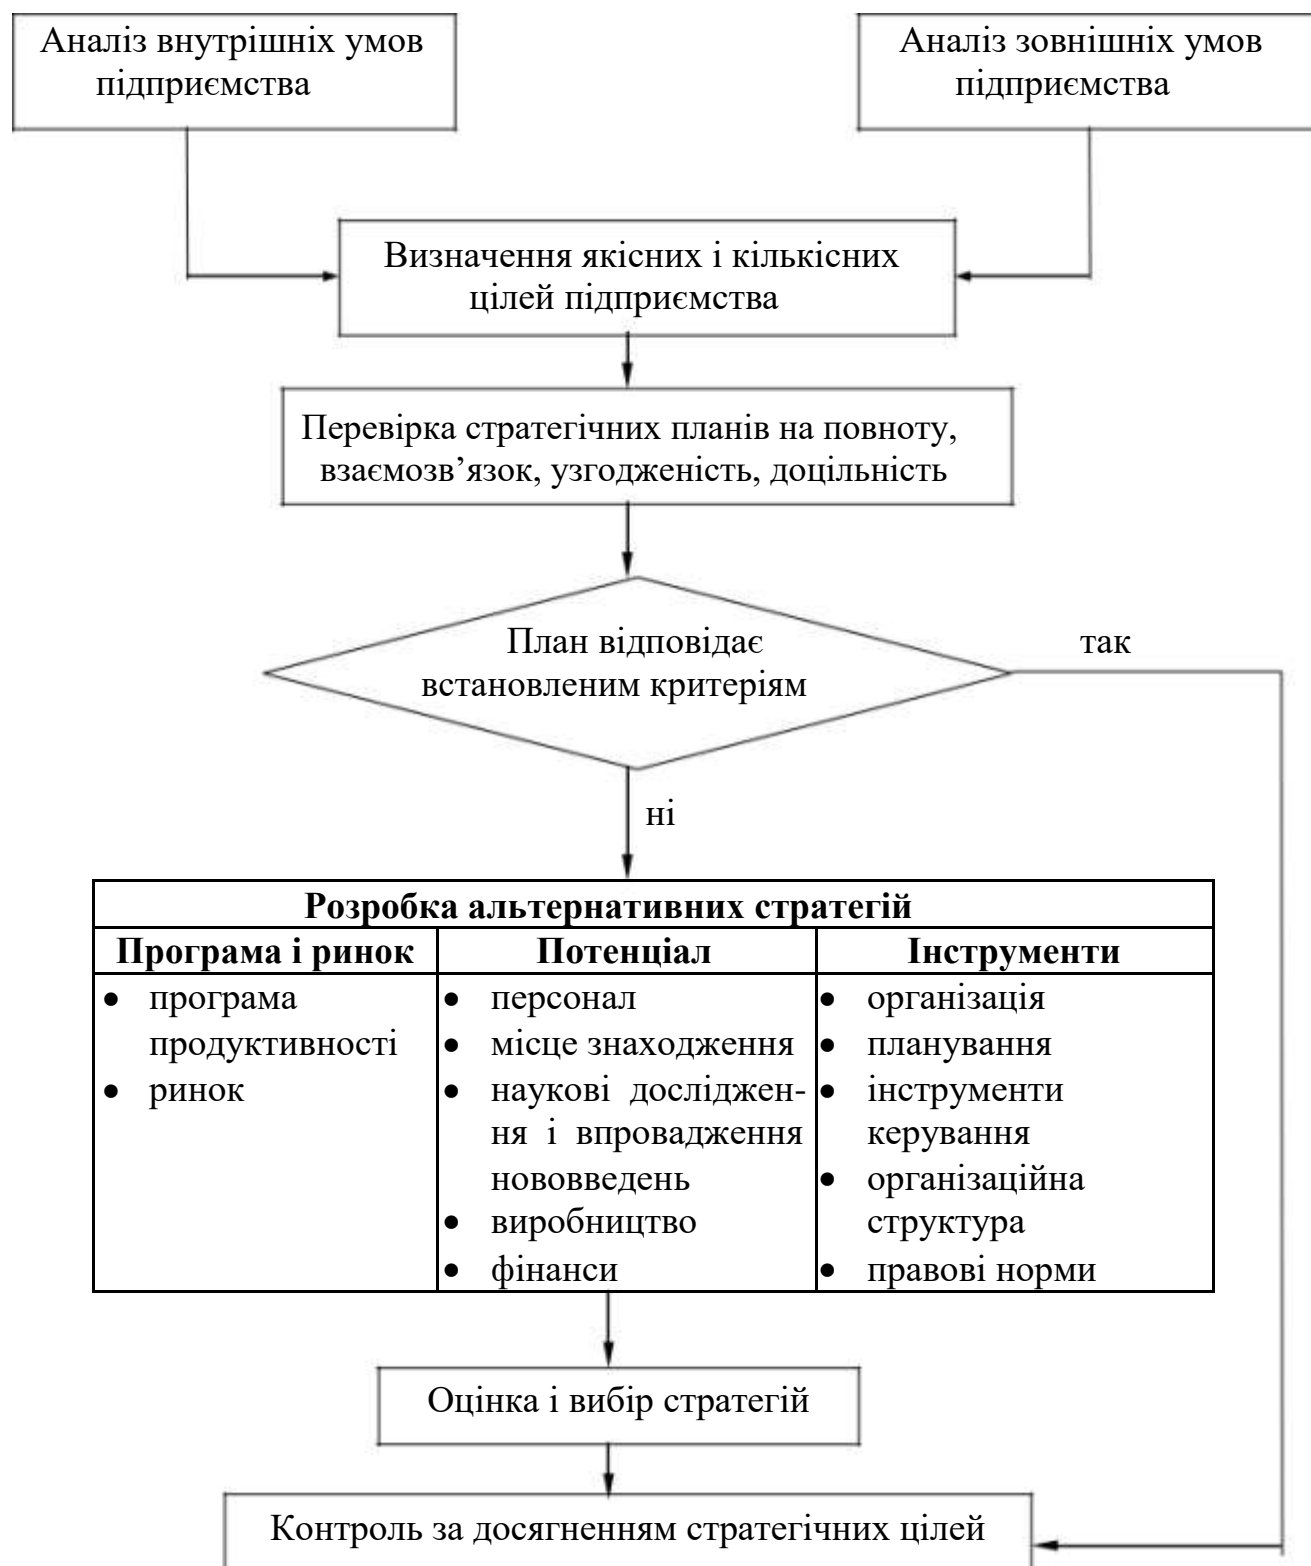 Аналіз внутрішніх умов
підприємства
Аналіз зовнішніх умов
підприємства
Визначення якісних і кількісних
цілей підприємства
Перевірка стратегічних планів на повноту,
взаємозв’язок, узгодженість, доцільність
План відповідає
встановленим критеріям
так
ні
Розробка альтернативних стратегій
Програма і ринок
• програма
продуктивності
• ринок
Потенціал
• персонал
• місце знаходження
• наукові досліджен-
ня і впровадження
нововведень
• виробництво
• фінанси
Інструменти
• організація
• планування
• інструменти
керування
• організаційна
структура
• правові норми
Оцінка і вибір стратегій
Контроль за досягненням стратегічних цілей